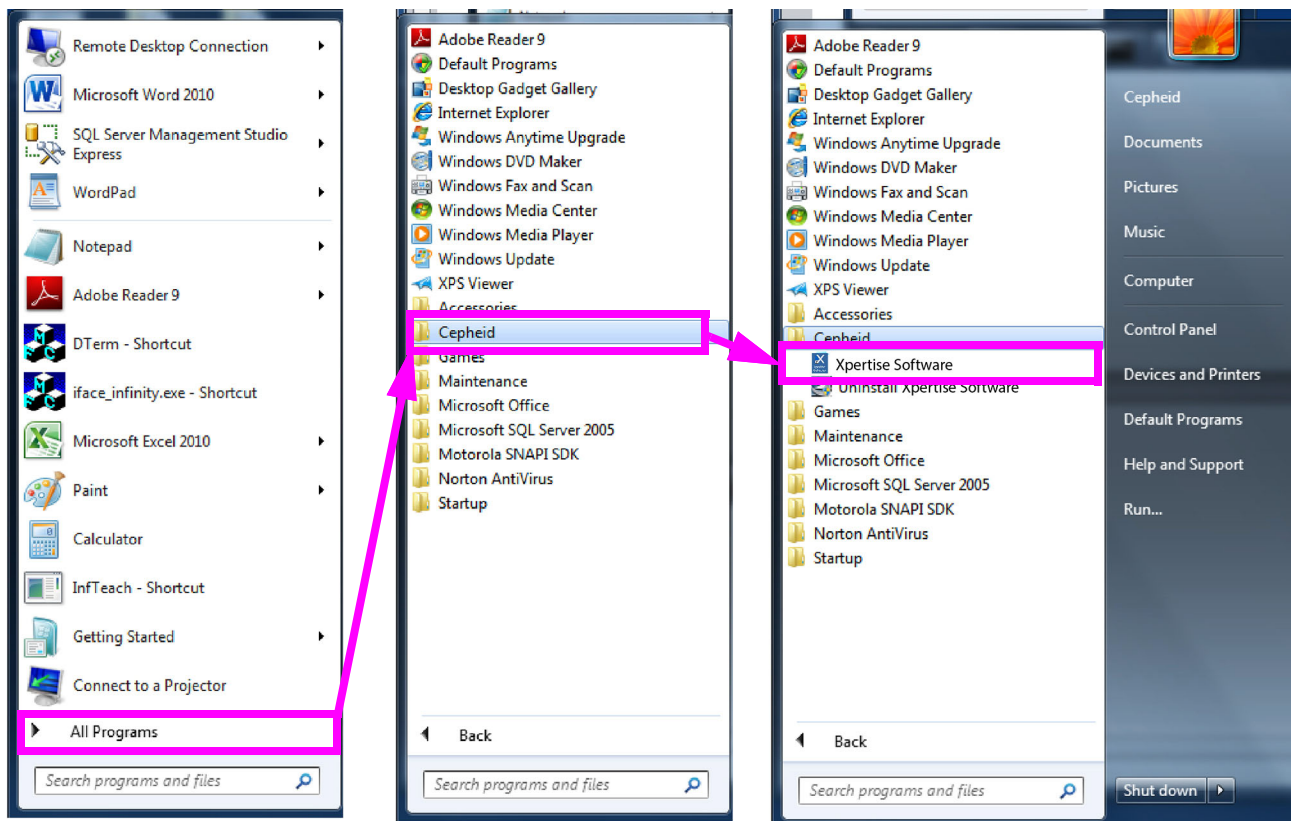 Remote Desktop Connection
Microsoft Word 2010
SQL Server Management Studio
Express
WordPad
Notepad
Adobe Reader 9
DTerm - Shortcut
iface_infinity.exe - Shortcut
Microsoft Excel 2010
Paint
Calculator
InfTeach - Shortcut
Getting Started
Connect to a Projector
All Programs
Search programs and files
Adobe Reader 9
Default Programs
Desktop Gadget Gallery
Internet Explorer
Windows Anytime Upgrade
Windows DVD Maker
Windows Fax and Scan
Windows Media Center
Windows Media Player
Windows Update
XPS Viewer
Accessories
Cepheid
Games
Maintenance
Microsoft Office
Microsoft SQL Server 2005
Motorola SNAPI SDK
Norton AntiVirus
Startup
Back
Search programs and files
Adobe Reader 9
Default Programs
Desktop Gadget Gallery
Internet Explorer
Windows Anytime Upgrade
Windows DVD Maker
Windows Fax and Scan
Windows Media Center
Windows Media Player
Windows Update
XPS Viewer
Accessories
Cepheid
Xpertise Software
Uninstall Xpertise Software
Games
Maintenance
Microsoft Office
Microsoft SQL Server 2005
Motorola SNAPI SDK
Norton AntiVirus
Startup
Back
Search programs and files
Cepheid
Documents
Pictures
Music
Computer
Control Panel
Devices and Printers
Default Programs
Help and Support
Run...
Shut down